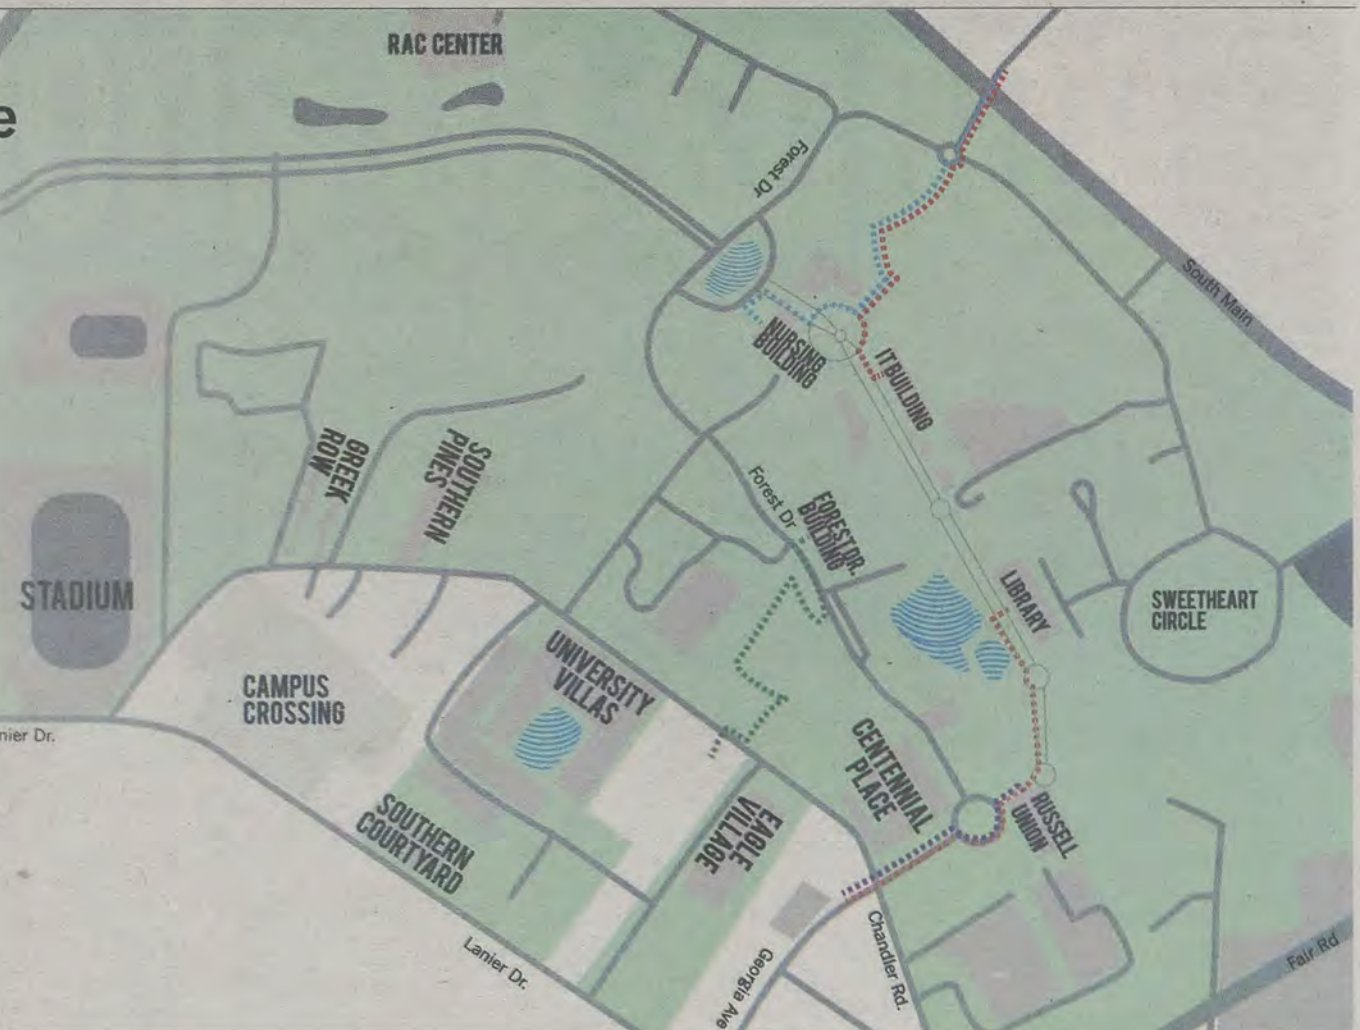 RAC CENTER
e
Forest Dr
South Main
NURSING
BUILDING
IT BUILDING
GREEK
ROW
SOUTHERN
PINES
Forest Dr
FOREST DR.
BUILDING
STADIUM
LIBRARY
SWEETHEART
CIRCLE
UNIVERSITY
VILLAS
CAMPUS
CROSSING
nier Dr.
CENTENNIAL
PLACE
SOUTHERN
COURTYARD
EAGLE
VILLAGE
RUSSELL
UNION
Lanier Dr.
Georgia Ave
Chandler Rd.
Fair Rd